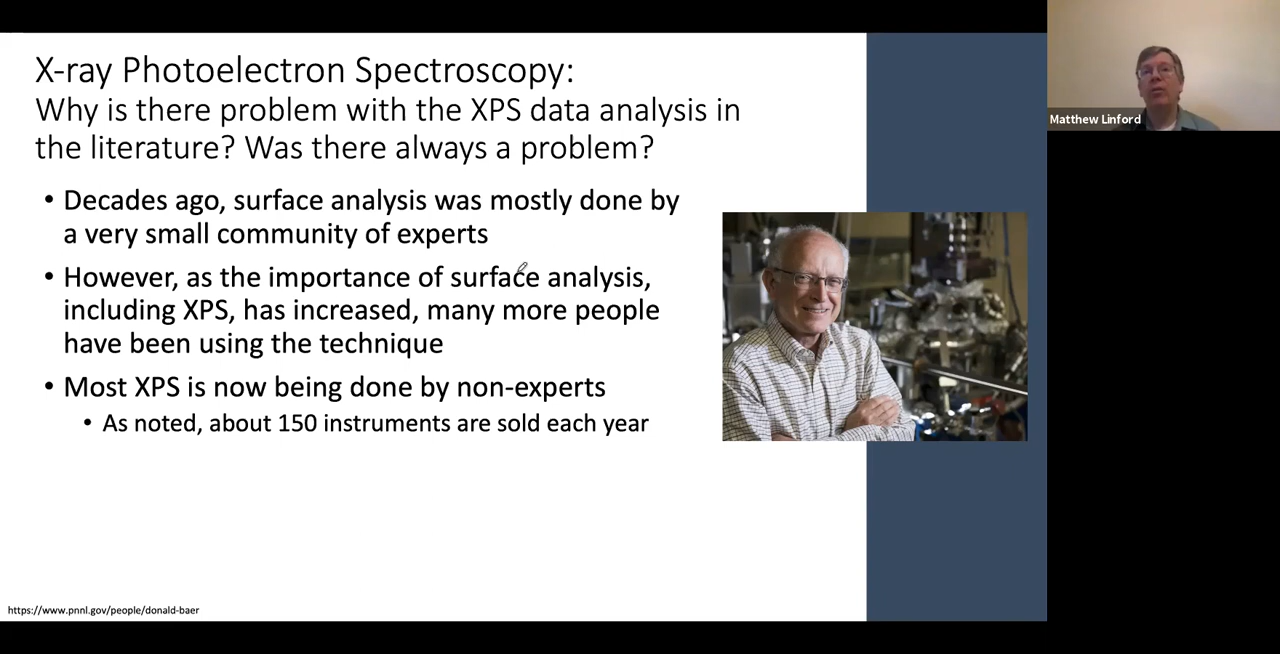 X-ray Photoelectron Spectroscopy:
Why is there problem with the XPS data analysis in
the literature? Was there always a problem?
• Decades ago, surface analysis was mostly done by
a very small community of experts
• However, as the importance of surface analysis,
including XPS, has increased, many more people
have been using the technique
• Most XPS is now being done by non-experts
• As noted, about 150 instruments are sold each year
https://www.pnnl.gov/people/donald-baer
Matthew Linford